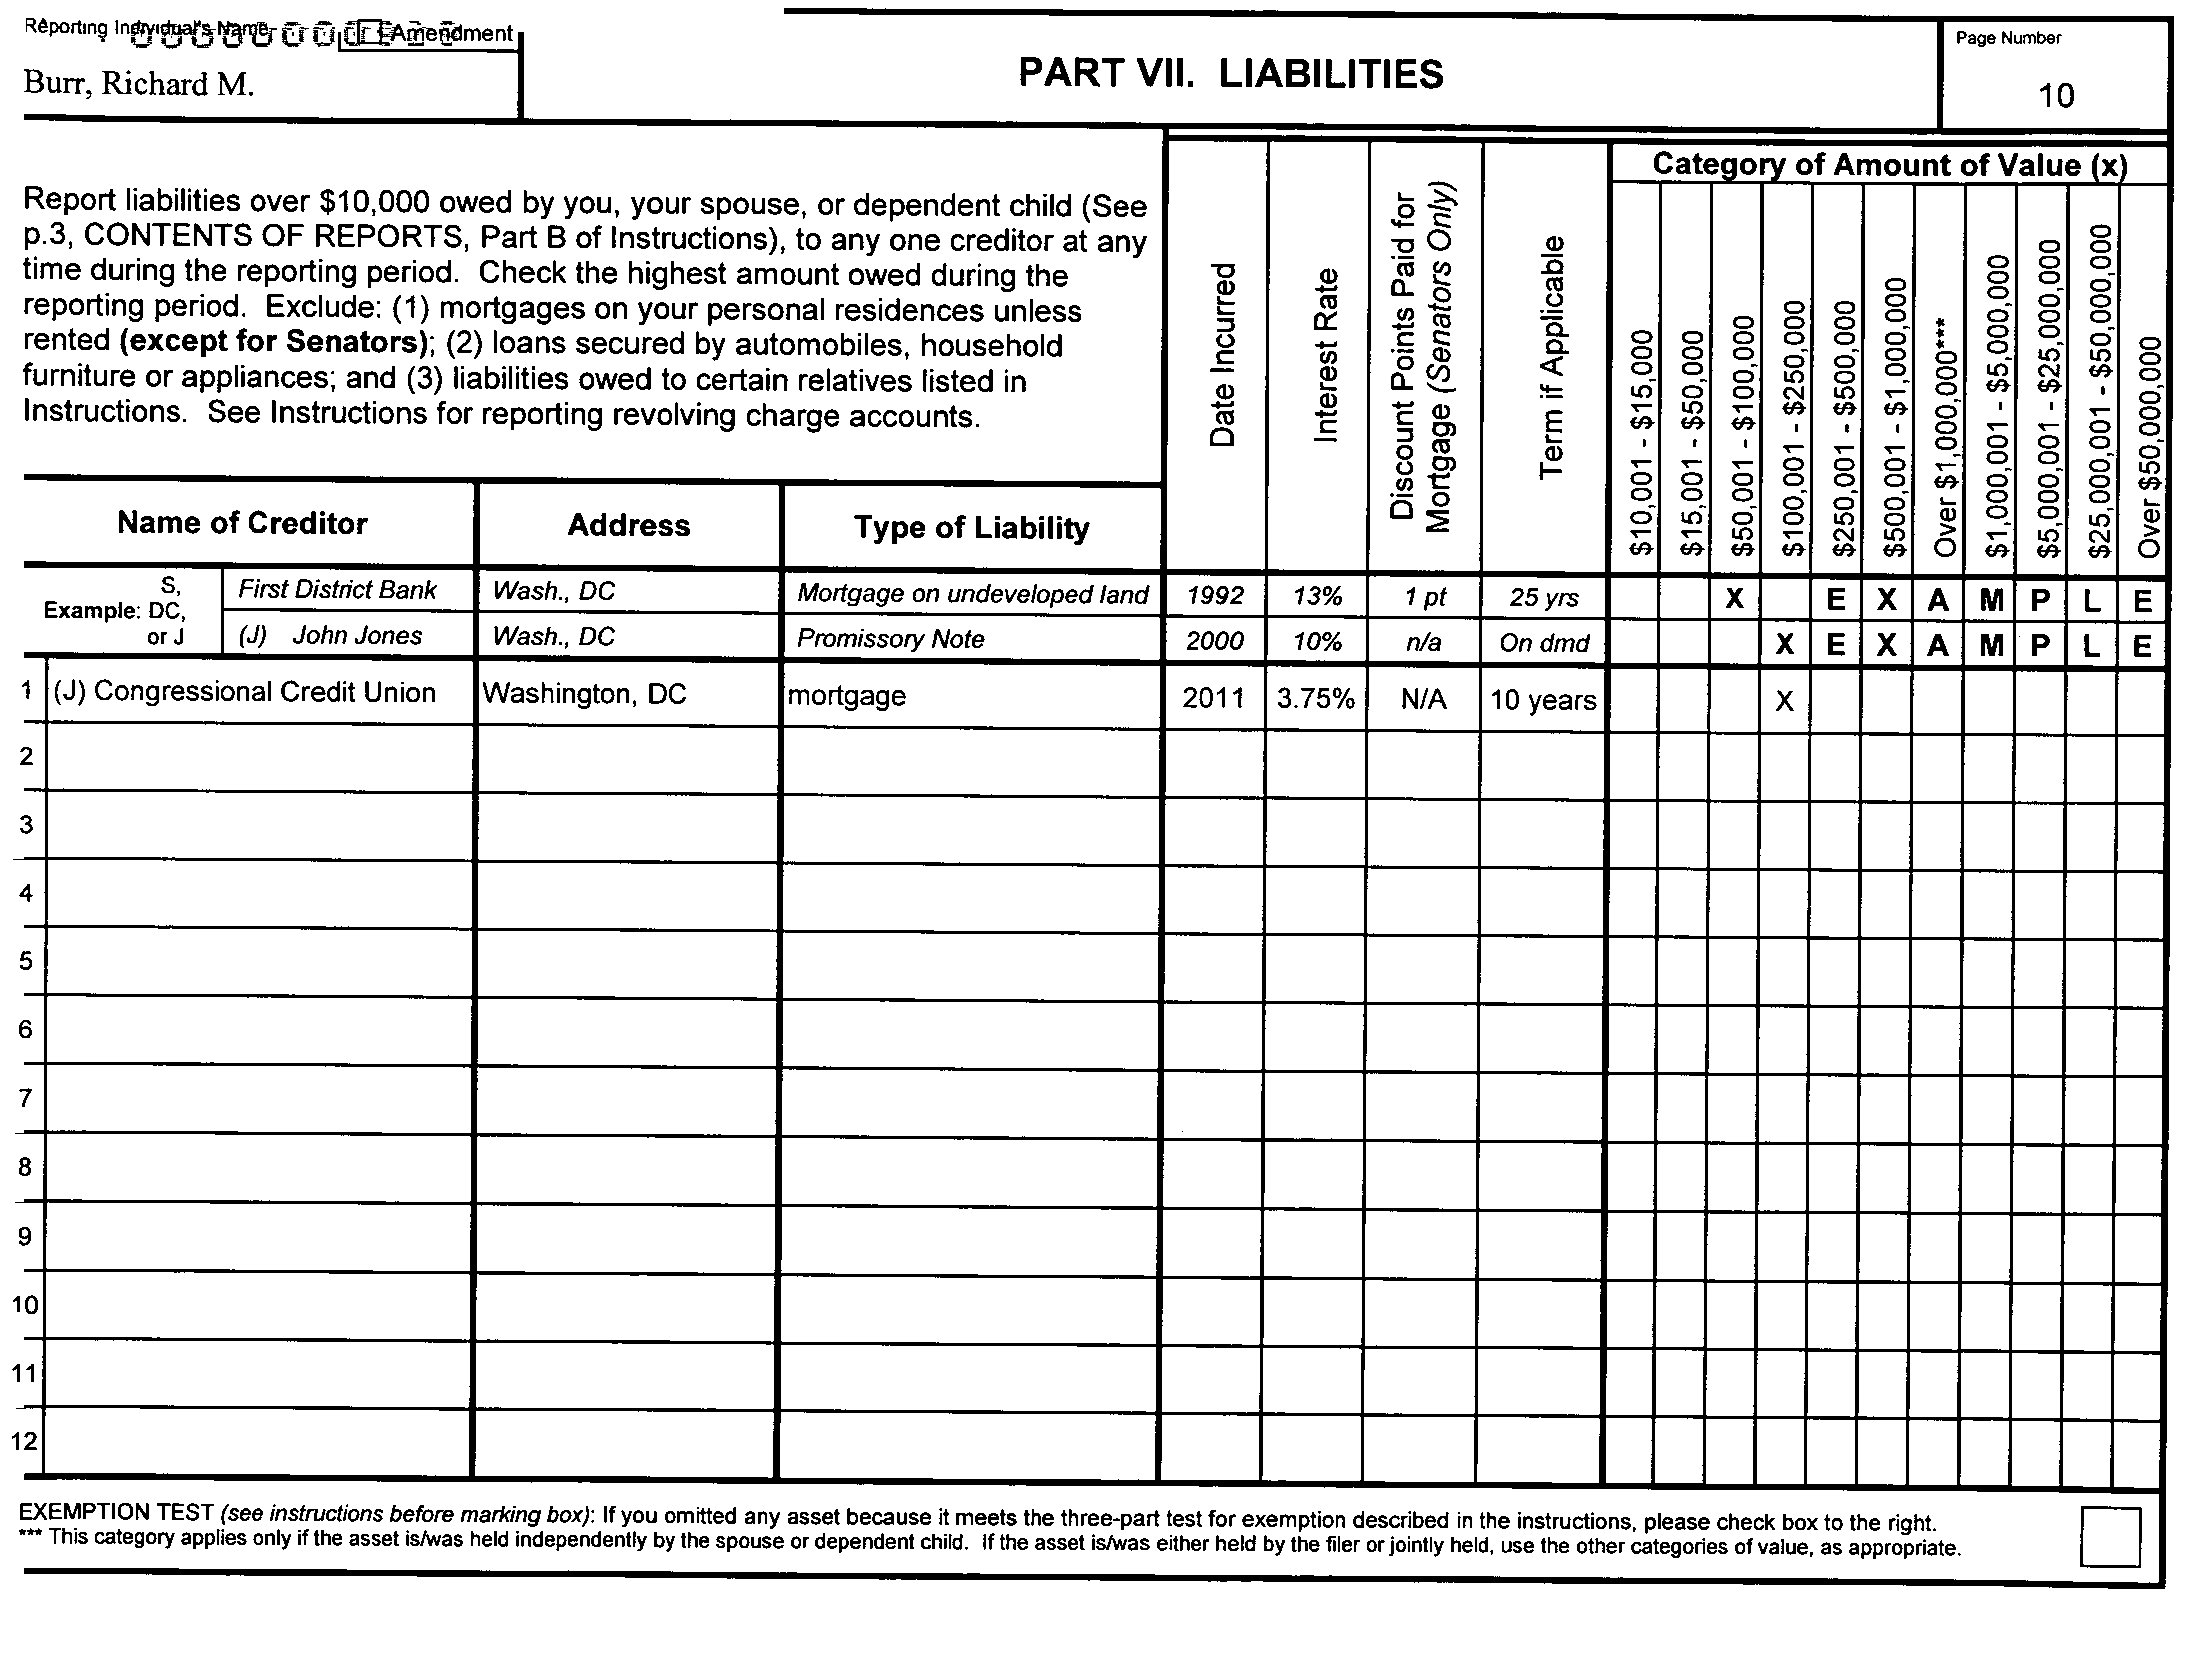 Reporting Individual's Name
Amendment
Burr, Richard M.
PART VII. LIABILITIES
Page Number
10
Report liabilities over $10,000 owed by you, your spouse, or dependent child (See
p.3, CONTENTS OF REPORTS, Part B of Instructions), to any one creditor at any
time during the reporting period. Check the highest amount owed during the
reporting period. Exclude: (1) mortgages on your personal residences unless
rented (except for Senators); (2) loans secured by automobiles, household
furniture or appliances; and (3) liabilities owed to certain relatives listed in
Instructions. See Instructions for reporting revolving charge accounts.
Date Incurred
Interest Rate
Discount Points Paid for
Mortgage (Senators Only)
Term if Applicable
Category of Amount of Value (x)
$10,001 - $15,000
$15,001 - $50,000
$50,001 - $100,000
$100,001 - $250,000
$250,001 - $500,000
$500,001 - $1,000,000
Over $1,000,000***
$1,000,001 - $5,000,000
$5,000,001 - $25,000,000
$25,000,001 - $50,000,000
Over $50,000,000
Name of Creditor Address Type of Liability
S,
Example: DC,
or J
First District Bank Wash., DC Mortgage on undeveloped land 1992 13% 1 pt 25 yrs X E X A M P L E
(J) John Jones Wash., DC Promissory Note 2000 10% n/a On dmd X E X A M P L E
1 (J) Congressional Credit Union Washington, DC mortgage 2011 3.75% N/A 10 years X
2
3
4
5
6
7
8
9
10
11
12
EXEMPTION TEST (see instructions before marking box): If you omitted any asset because it meets the three-part test for exemption described in the instructions, please check box to the right.
*** This category applies only if the asset is/was held independently by the spouse or dependent child. If the asset is/was either held by the filer or jointly held, use the other categories of value, as appropriate.